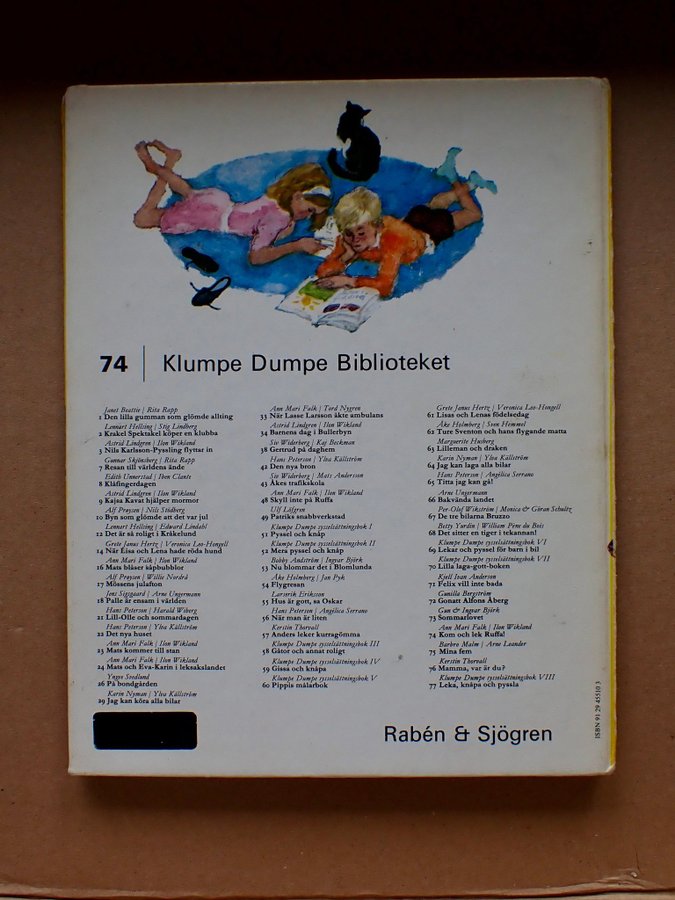 74 | Klumpe Dumpe Biblioteket
Janet Beattie / Rita Rapp
1 Den lilla gumman som glömde allting
Lennart Hellsing / Stig Lindberg
2 Krakel Spektakel köper en klubba
Astrid Lindgren / Ilon Wikland
3 Nils Karlsson-Pyssling flyttar in
Gunnar Skjönsberg / Rita Rapp
7 Resan till världens ände
Edith Unnerstad / Iben Clante
8 Klåfingerdagen
Astrid Lindgren / Ilon Wikland
9 Kajsa Kavat hjälper mormor
Alf Prøysen / Nils Stödberg
10 Byn som glömde att det var jul
Lennart Hellsing / Edward Lindahl
12 Det är så roligt i Kråkelund
Grete Janus Hertz / Veronica Leo-Hongell
14 När Lisa och Lena hade röda hund
Ann Mari Falk / Ilon Wikland
16 Mats blåser såpbubblor
Alf Prøysen / Willie Nordrå
17 Mössens julafton
Jens Sigsgaard / Arne Ungermann
18 Palle är ensam i världen
Hans Peterson / Harald Wiberg
21 Lill-Olle och sommardagen
Hans Peterson / Ylva Källström
22 Det nya huset
Ann Mari Falk / Ilon Wikland
23 Mats kommer till stan
Ann Mari Falk / Ilon Wikland
24 Mats och Eva-Karin i leksakslandet
Yngve Svedlund
26 På bondgården
Karin Nyman / Ylva Källström
29 Jag kan köra alla bilar
Ann Mari Falk / Tord Nygren
33 När Lasse Larsson åkte ambulans
Astrid Lindgren / Ilon Wikland
34 Barnens dag i Bullerbyn
Siv Widerberg / Kaj Beckman
38 Gertrud på daghem
Hans Peterson / Ylva Källström
42 Den nya bron
Siv Widerberg / Mats Andersson
43 Åkes trafikskola
Ann Mari Falk / Ilon Wikland
48 Skyll inte på Ruffa
Ulf Löfgren
49 Patriks snabbverkstad
Klumpe Dumpe sysselsättningsbok I
51 Pyssel och knåp
Klumpe Dumpe sysselsättningsbok II
52 Mera pyssel och knåp
Bobby Andström / Ingvar Björk
53 Nu blommar det i Blomlunda
Åke Holmberg / Jan Pyk
54 Flygresan
Larserik Eriksson
55 Hus är gott, sa Oskar
Hans Peterson / Angélica Serrano
56 När man är liten
Kerstin Thorvall
57 Anders leker kurragömma
Klumpe Dumpe sysselsättningsbok III
58 Gåtor och annat roligt
Klumpe Dumpe sysselsättningsbok IV
59 Gissa och knåpa
Klumpe Dumpe sysselsättningsbok V
60 Pippis målarbok
Grete Janus Hertz / Veronica Leo-Hongell
61 Lisas och Lenas födelsedag
Åke Holmberg / Sven Hemmel
62 Ture Sventon och hans flygande matta
Marguerite Husberg
63 Lilleman och draken
Karin Nyman / Ylva Källström
64 Jag kan laga alla bilar
Hans Peterson / Angélica Serrano
65 Titta jag kan gå!
Arne Ungermann
66 Bakvända landet
Per-Olof Wikström / Monica & Göran Schultz
67 De tre bilarna Bruzzo
Betty Yurdin / William Pène du Bois
68 Det sitter en tiger i tekannan!
Klumpe Dumpe sysselsättningsbok VI
69 Lekar och pyssel för barn i bil
Klumpe Dumpe sysselsättningsbok VII
70 Lilla laga-gott-boken
Kjell Ivan Anderson
71 Felix vill inte bada
Gunilla Bergström
72 Gonatt Alfons Åberg
Gun & Ingvar Björk
73 Sommarlovet
Ann Mari Falk / Ilon Wikland
74 Kom och lek Ruffa!
Barbro Malm / Arne Leander
75 Mina fem
Kerstin Thorvall
76 Mamma, var är du?
Klumpe Dumpe sysselsättningsbok VIII
77 Leka, knåpa och pyssla
Rabén & Sjögren
ISBN 91 29 45510 3